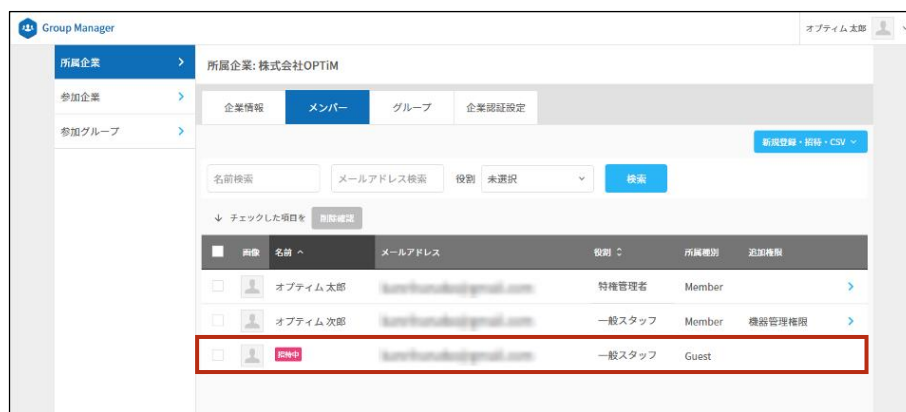 Group Manager
オプティム 太郎
所属企業
参加企業
参加グループ
所属企業: 株式会社OPTiM
企業情報 メンバー グループ 企業認証設定
新規登録・招待・CSV
名前検索 メールアドレス検索 役割 未選択 検索
↓ チェックした項目を 削除確認
画像 名前 メールアドレス 役割 所属種別 追加権限
オプティム 太郎 特権管理者 Member
オプティム 次郎 一般スタッフ Member 機器管理権限
招待中 一般スタッフ Guest